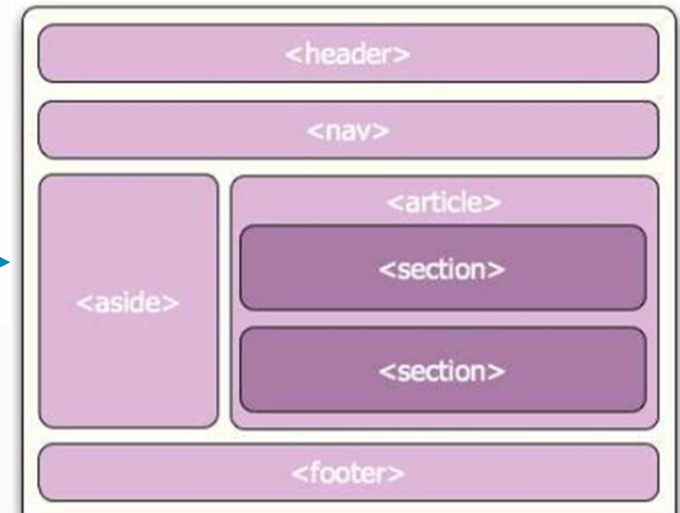 <header>
<nav>
<article>
<section>
<aside>
<section>
<footer>